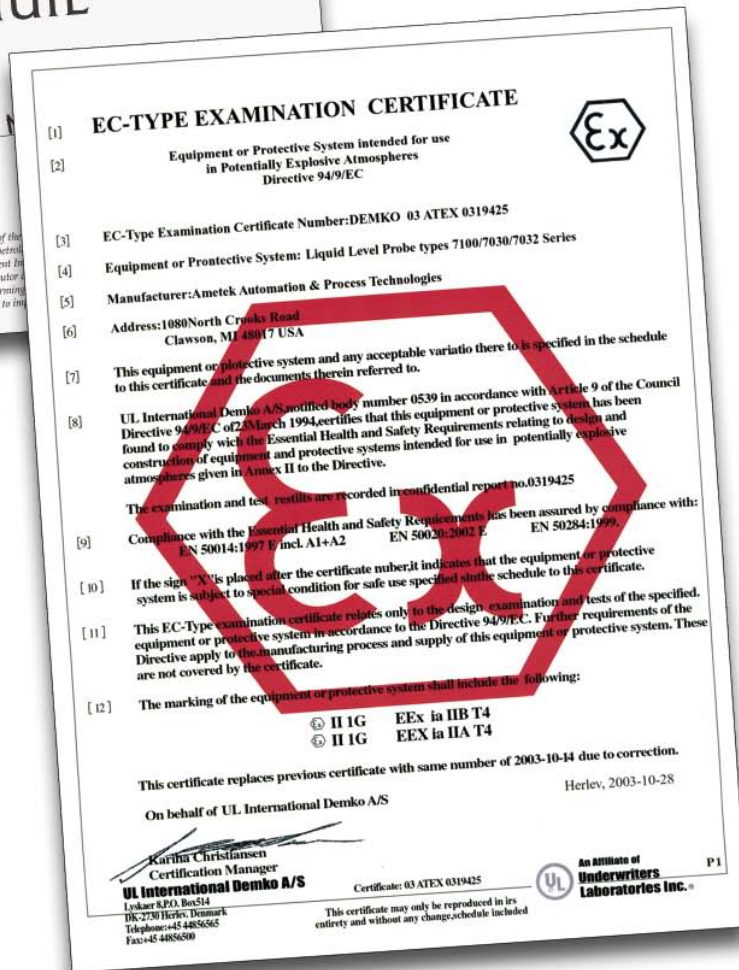 EC-TYPE EXAMINATION CERTIFICATE
[1]
[2] Equipment or Protective System intended for use
in Potentially Explosive Atmospheres
Directive 94/9/EC
Ex
[3] EC-Type Examination Certificate Number:DEMKO 03 ATEX 0319425
[4] Equipment or Prontective System: Liquid Level Probe types 7100/7030/7032 Series
[5] Manufacturer:Ametek Automation & Process Technologies
[6] Address:1080North Crooks Road
Clawson, MI 48017 USA
[7] This equipment or plotective system and any acceptable variatio there to is specified in the schedule
to this certificate and the documents therein referred to.
[8] UL International Demko A/S,notified body number 0539 in accordance with Article 9 of the Council
Directive 94/9/EC of23March 1994,eertifies that this equipment or protective system has been
found to comply wich the Essential Health and Safety Requirements relating to design and
construction of equipment and protective systems intended for use in potentially explosive
atmospheres given in Annex II to the Directive.
The examination and test restilts are recorded in confidential report no.0319425
[9] Compliance with the Essential Health and Safety Requicements has been assured by compliance with:
EN 50014:1997 E incl. A1+A2 EN 50020:2002 E EN 50284:1999.
[10] If the sign "X"is placed after the certificate nuber,it indicates that the equipment or protective
system is subject to special condition for safe use specified sinthe schedule to this certificate.
[11] This EC-Type examination certificate relates only to the design, examination and tests of the specified.
equipment or protective system in accordance to the Directive 94/9/EC. Further requirements of the
Directive apply to the.manufacturing process and supply of this equipment or protective system. These
are not covered by the certificate.
[12] The marking of the equipment or protective system shall include the following:
Ex II 1G EEx ia IIB T4
Ex II 1G EEX ia IIA T4
This certificate replaces previous certificate with same number of 2003-10-14 due to correction.
On behalf of UL International Demko A/S
Herlev, 2003-10-28
Karina Christiansen
Certification Manager
UL International Demko A/S
Lyskaer 8,P.O. Box514
DK-2730 Herlev. Denmark
Telephone:+45 44856565
Fax:+45 44856500
Certificate: 03 ATEX 0319425
This certificate may only be reproduced in irs
entirety and without any change,schedule included
UL
An Affiliate of
Underwriters
Laboratories Inc.®
P1
Ex